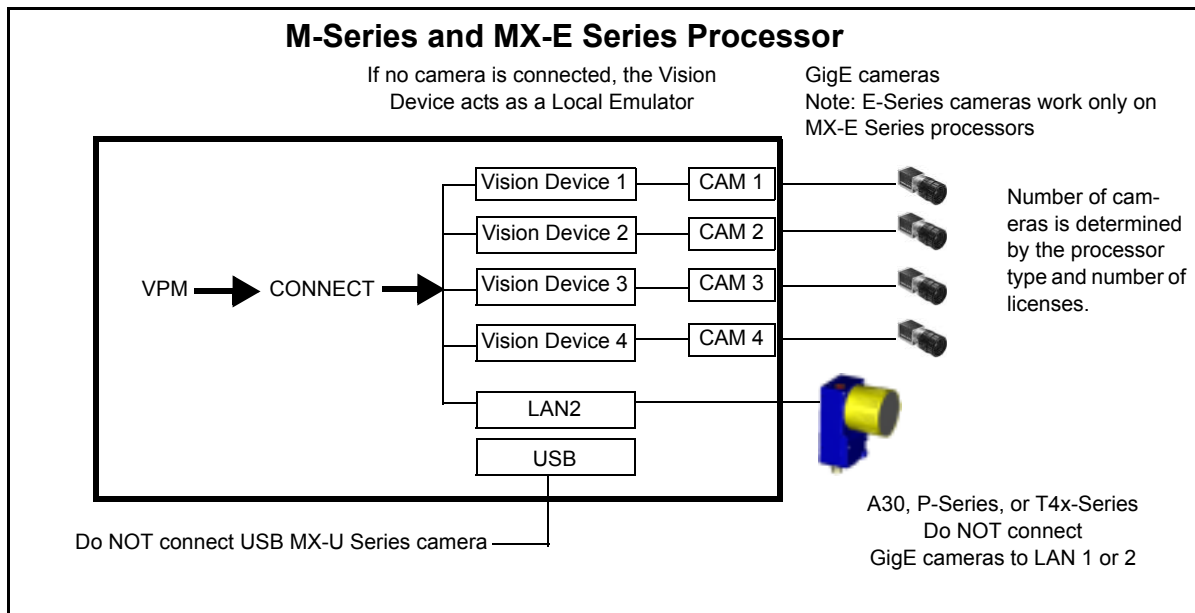 M-Series and MX-E Series Processor
If no camera is connected, the Vision
Device acts as a Local Emulator
GigE cameras
Note: E-Series cameras work only on
MX-E Series processors
VPM
CONNECT
Vision Device 1
CAM 1
Vision Device 2
CAM 2
Vision Device 3
CAM 3
Vision Device 4
CAM 4
LAN2
USB
Number of cam-
eras is determined
by the processor
type and number of
licenses.
Do NOT connect USB MX-U Series camera
A30, P-Series, or T4x-Series
Do NOT connect
GigE cameras to LAN 1 or 2